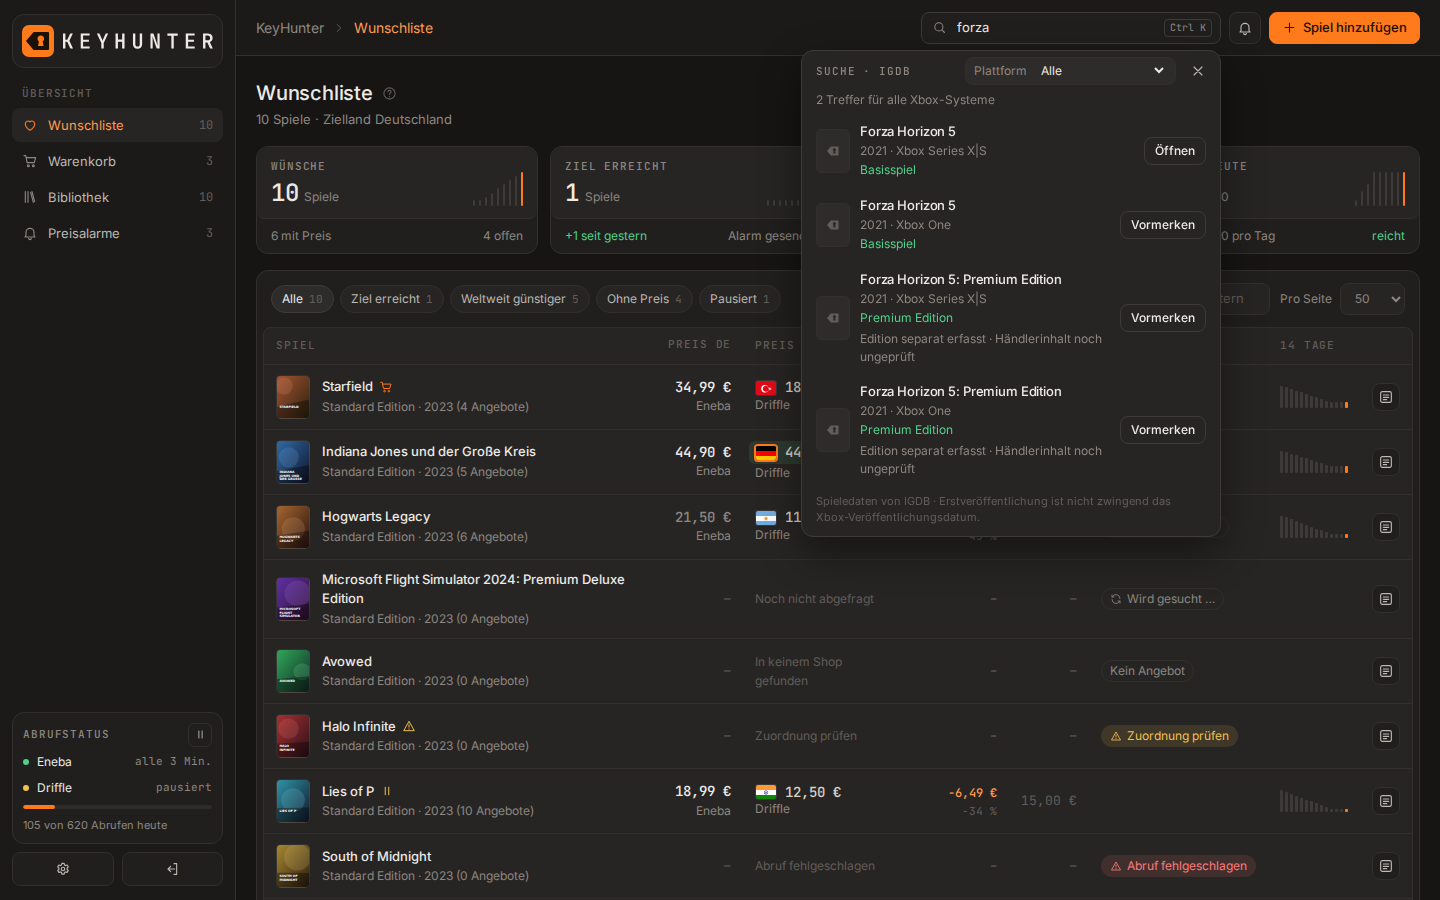 KEYHUNTER
KeyHunter > Wunschliste
forza
Ctrl K
Spiel hinzufügen
ÜBERSICHT
Wunschliste 10
Warenkorb 3
Bibliothek 10
Preisalarme 3
Wunschliste
10 Spiele · Zielland Deutschland
WÜNSCHE
10 Spiele
6 mit Preis 4 offen
ZIEL ERREICHT
1 Spiele
+1 seit gestern
reicht
SUCHE · IGDB
Plattform Alle
2 Treffer für alle Xbox-Systeme
Forza Horizon 5
2021 · Xbox Series X|S
Basisspiel
Öffnen
Forza Horizon 5
2021 · Xbox One
Basisspiel
Vormerken
Forza Horizon 5: Premium Edition
2021 · Xbox Series X|S
Premium Edition
Edition separat erfasst · Händlerinhalt noch
ungeprüft
Vormerken
Forza Horizon 5: Premium Edition
2021 · Xbox One
Premium Edition
Edition separat erfasst · Händlerinhalt noch
ungeprüft
Vormerken
Spieledaten von IGDB · Erstveröffentlichung ist nicht zwingend das
Xbox-Veröffentlichungsdatum.
Alle 10
Ziel erreicht 1
Weltweit günstiger 5
Ohne Preis 4
Pausiert 1
Pro Seite 50
SPIEL PREIS DE PREIS 14 TAGE
Starfield
Standard Edition · 2023 (4 Angebote)
34,99 €
Eneba
18
Driffle
Indiana Jones und der Große Kreis
Standard Edition · 2023 (5 Angebote)
44,90 €
Eneba
44
Driffle
Hogwarts Legacy
Standard Edition · 2023 (6 Angebote)
21,50 €
Eneba
11
Driffle
Microsoft Flight Simulator 2024: Premium Deluxe
Edition
Standard Edition · 2023 (0 Angebote)
– Noch nicht abgefragt – –
Wird gesucht ...
Avowed
Standard Edition · 2023 (0 Angebote)
– In keinem Shop
gefunden
– –
Kein Angebot
Halo Infinite
Standard Edition · 2023 (0 Angebote)
– Zuordnung prüfen – –
Zuordnung prüfen
Lies of P
Standard Edition · 2023 (10 Angebote)
18,99 €
Eneba
12,50 €
Driffle
-6,49 €
-34 %
15,00 €
South of Midnight
Standard Edition · 2023 (0 Angebote)
– Abruf fehlgeschlagen – –
Abruf fehlgeschlagen
ABRUFSTATUS
Eneba alle 3 Min.
Driffle pausiert
105 von 620 Abrufen heute